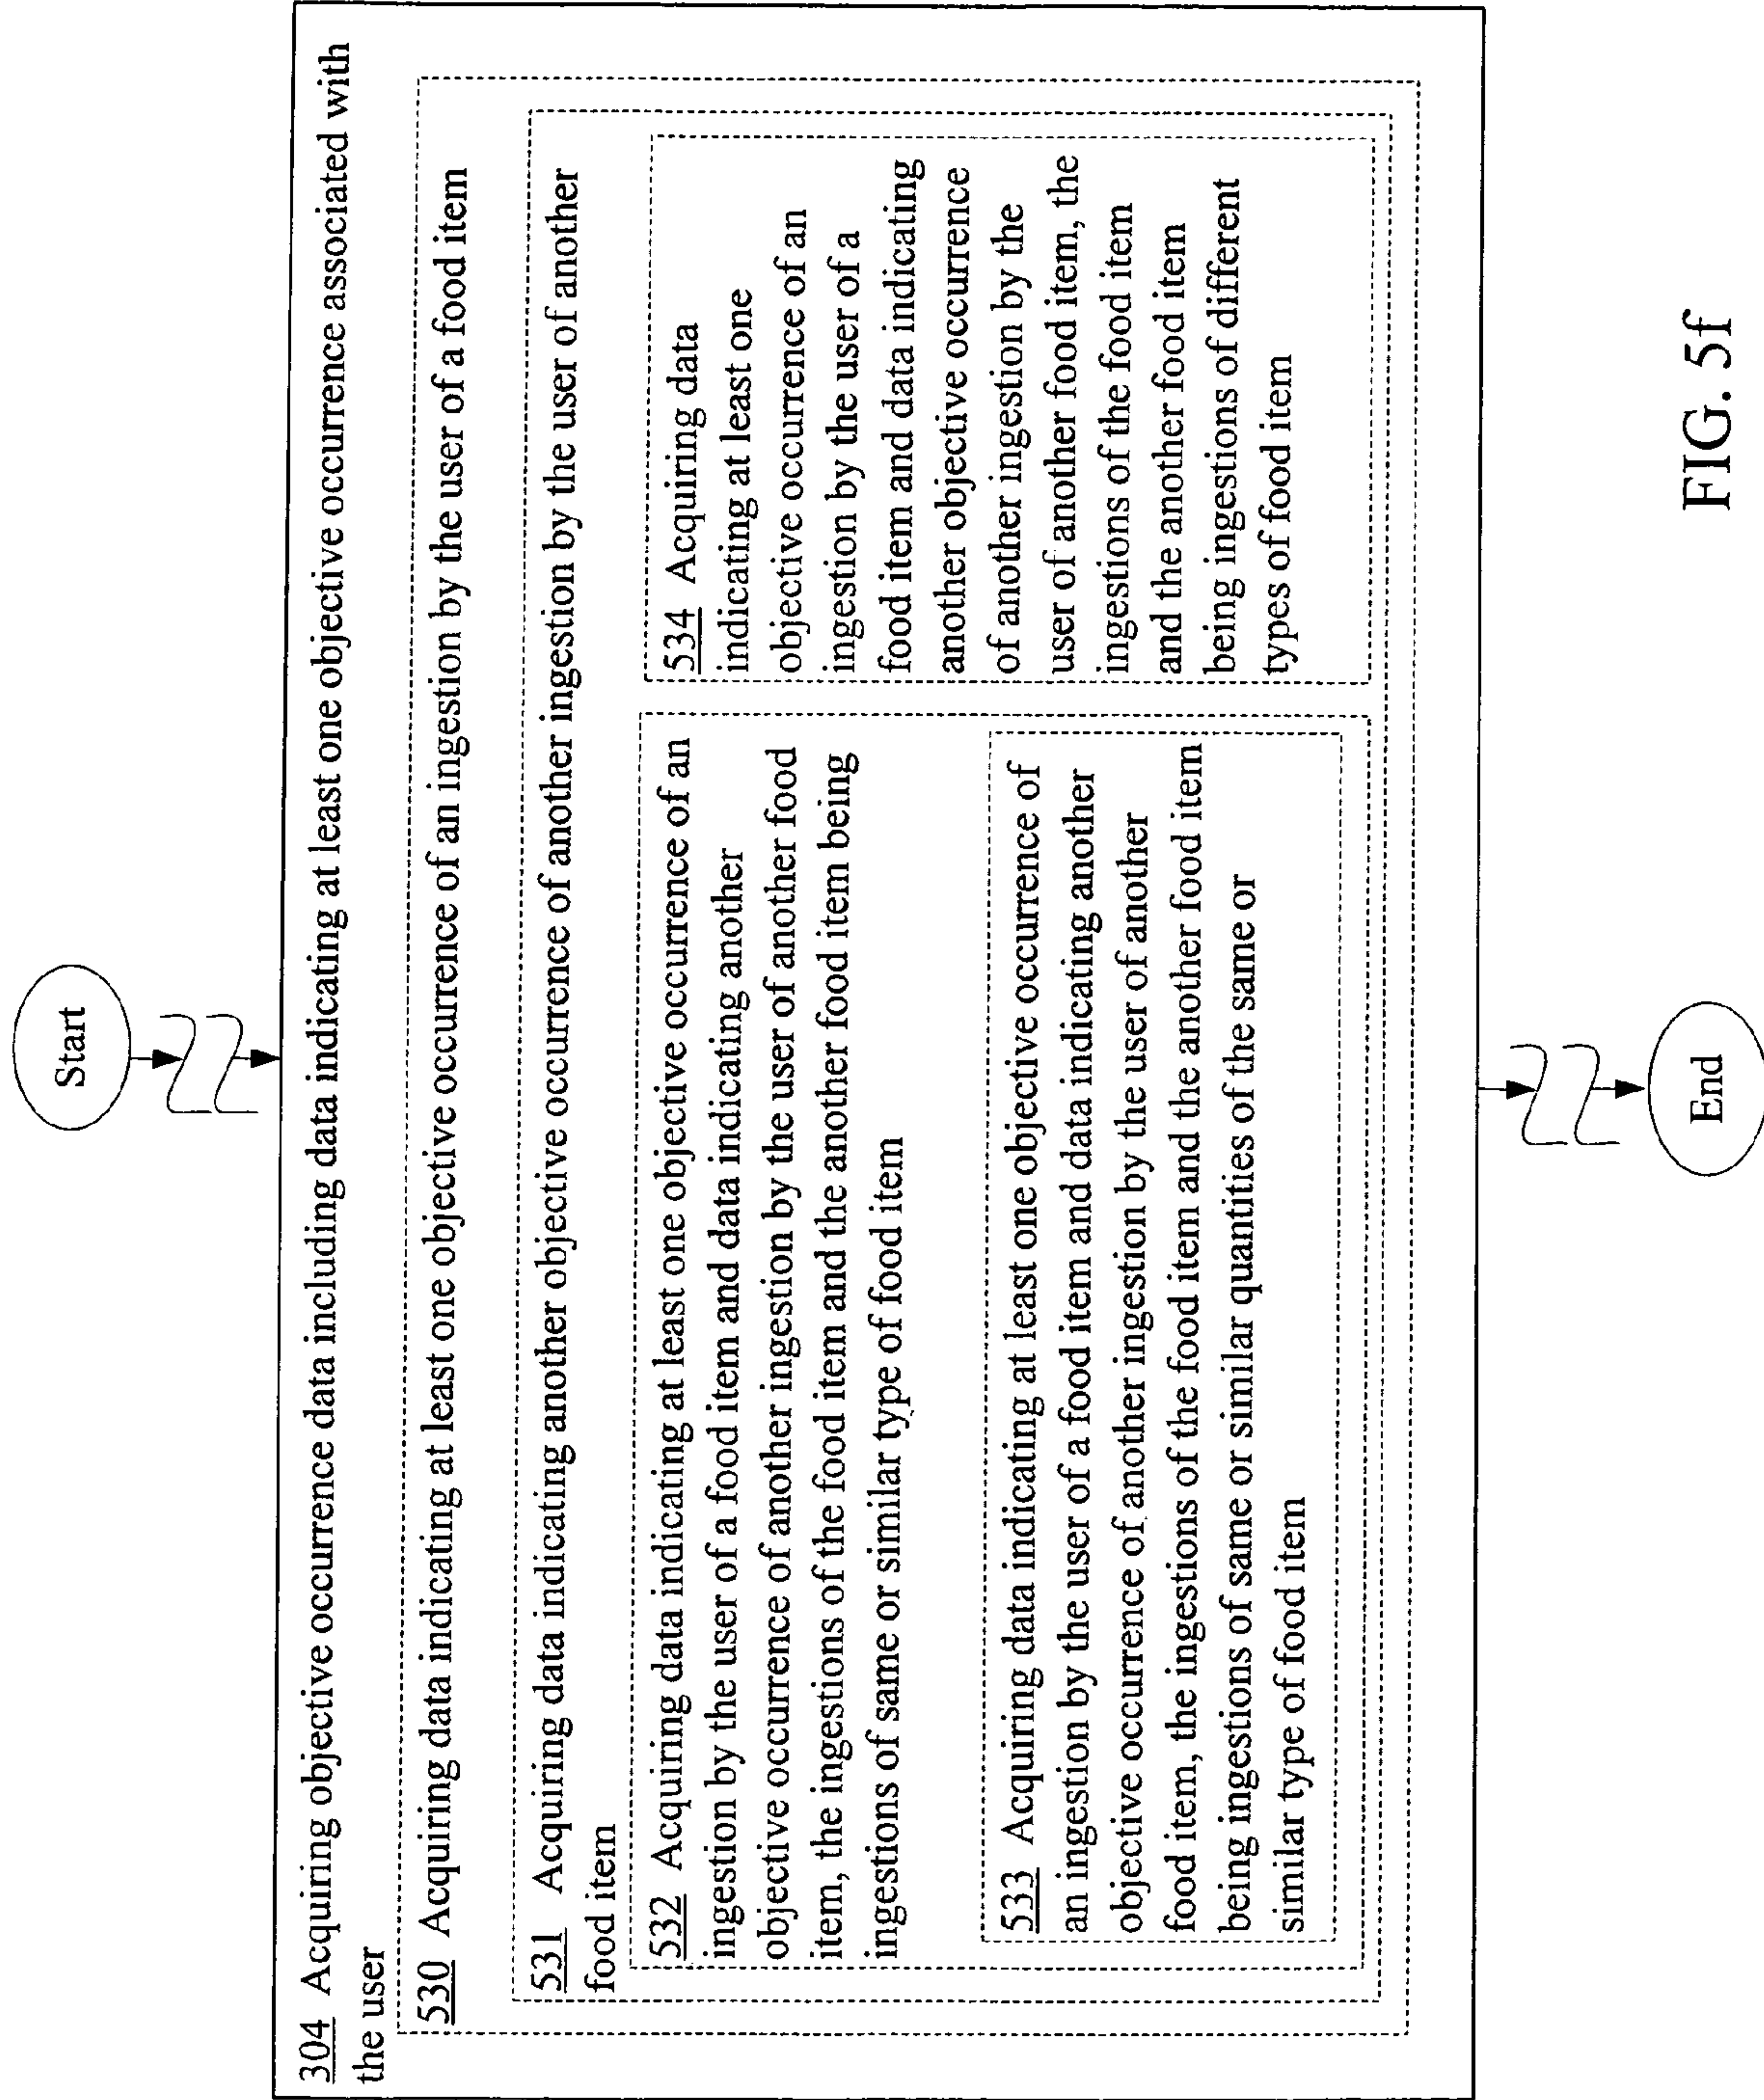 Start
304 Acquiring objective occurrence data including data indicating at least one objective occurrence associated with
the user
530 Acquiring data indicating at least one objective occurrence of an ingestion by the user of a food item
531 Acquiring data indicating another objective occurrence of another ingestion by the user of another
food item
532 Acquiring data indicating at least one objective occurrence of an
ingestion by the user of a food item and data indicating another
objective occurrence of another ingestion by the user of another food
item, the ingestions of the food item and the another food item being
ingestions of same or similar type of food item
533 Acquiring data indicating at least one objective occurrence of
an ingestion by the user of a food item and data indicating another
objective occurrence of another ingestion by the user of another
food item, the ingestions of the food item and the another food item
being ingestions of same or similar quantities of the same or
similar type of food item
534 Acquiring data
indicating at least one
objective occurrence of an
ingestion by the user of a
food item and data indicating
another objective occurrence
of another ingestion by the
user of another food item, the
ingestions of the food item
and the another food item
being ingestions of different
types of food item
End
FIG. 5f